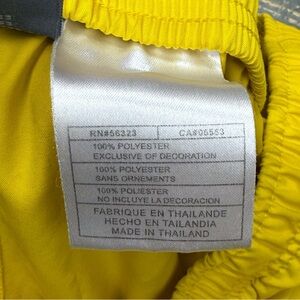 RN#56323 CA#05553
100% POLYESTER
EXCLUSIVE OF DECORATION
100% POLYESTER
SANS ORNEMENTS
100% POLIESTER
NO INCLUYE LA DECORACION
FABRIQUE EN THAILANDE
HECHO EN TAILANDIA
MADE IN THAILAND